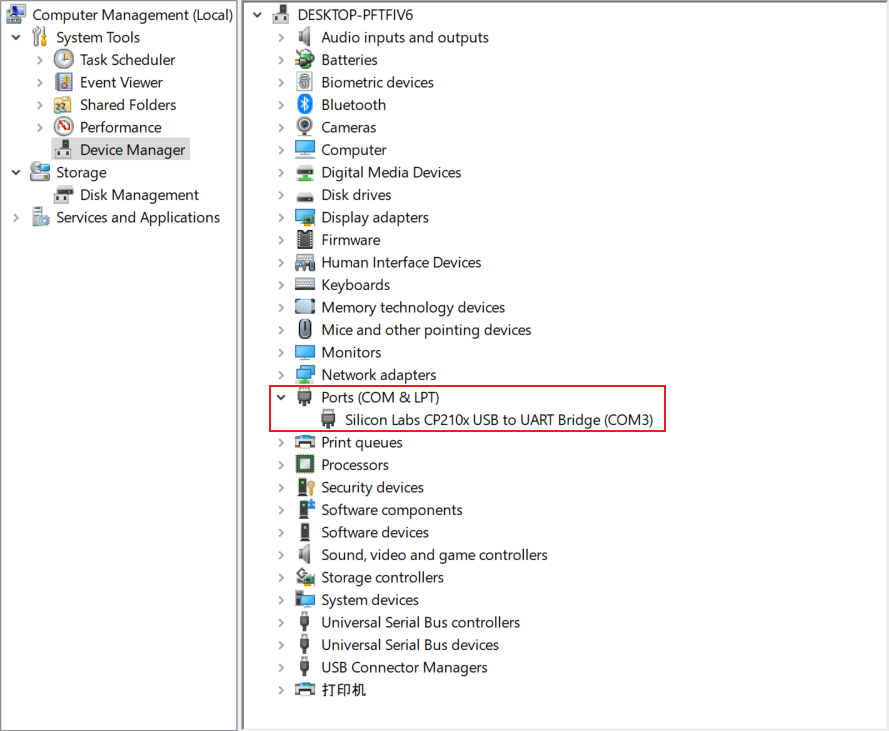 Computer Management (Local)
System Tools
Task Scheduler
Event Viewer
Shared Folders
Performance
Device Manager
Storage
Disk Management
Services and Applications
DESKTOP-PFTFIV6
Audio inputs and outputs
Batteries
Biometric devices
Bluetooth
Cameras
Computer
Digital Media Devices
Disk drives
Display adapters
Firmware
Human Interface Devices
Keyboards
Memory technology devices
Mice and other pointing devices
Monitors
Network adapters
Ports (COM & LPT)
Silicon Labs CP210x USB to UART Bridge (COM3)
Print queues
Processors
Security devices
Software components
Software devices
Sound, video and game controllers
Storage controllers
System devices
Universal Serial Bus controllers
Universal Serial Bus devices
USB Connector Managers
打印机